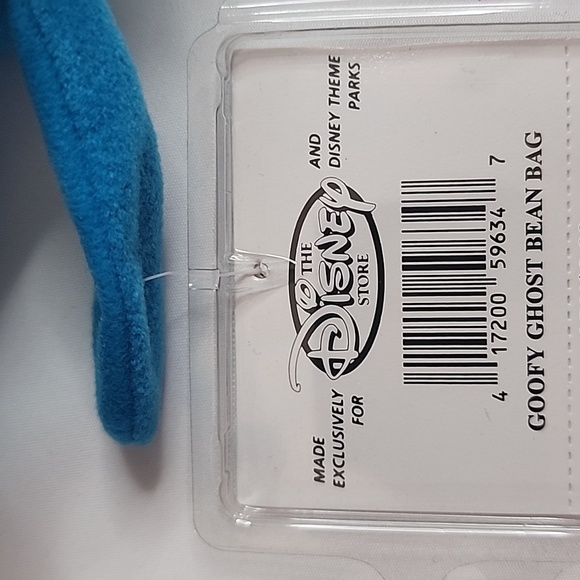 MADE
EXCLUSIVELY
FOR
THE
Disney
STORE
AND
DISNEY THEME
PARKS
4 17200 59634 7
GOOFY GHOST BEAN BAG